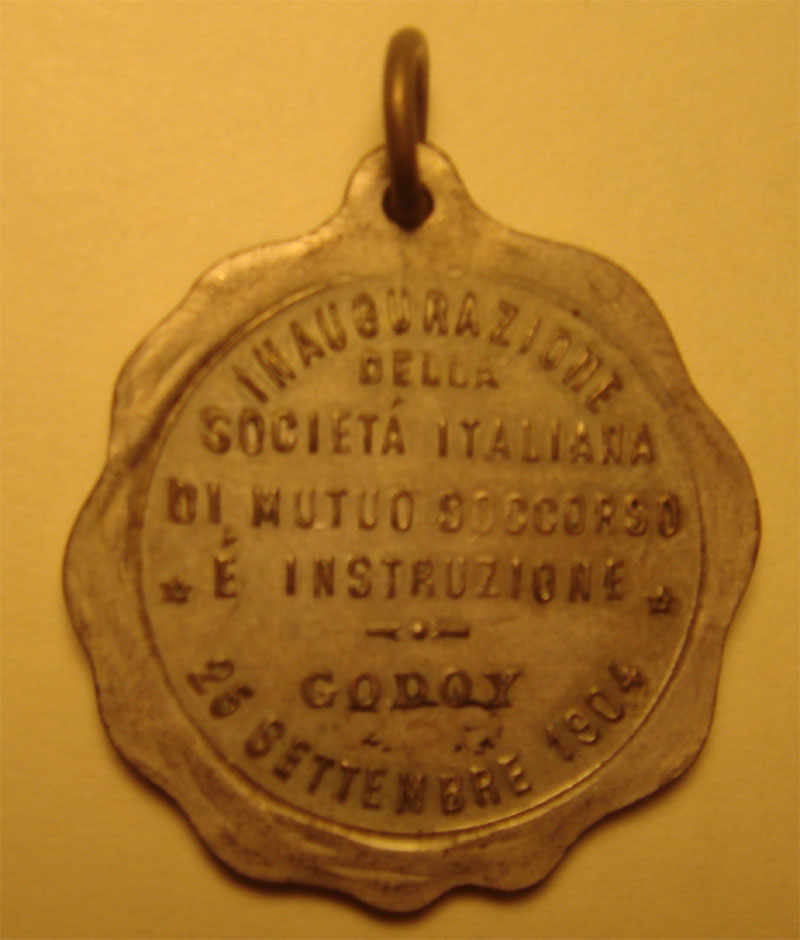 INAUGURAZIONE
DELLA
SOCIETÁ ITALIANA
DI MUTUO SOCCORSO
É INSTRUZIONE
GODOY
25 SETTEMBRE 1904